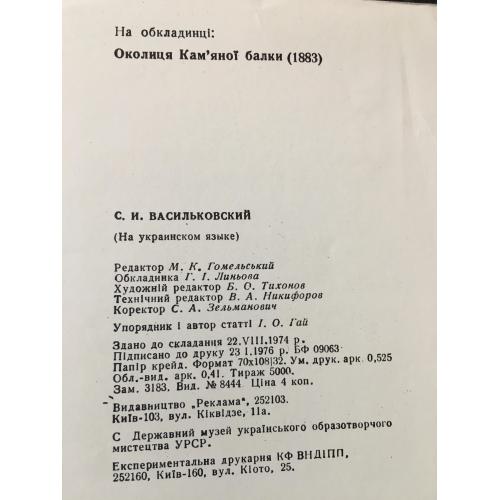 На обкладинці:
Околиця Кам'яної балки (1883)
С. И. ВАСИЛЬКОВСКИЙ
(На украинском языке)
Редактор М. К. Гомельський
Обкладинка Г. І. Линьова
Художній редактор Б. О. Тихонов
Технічний редактор В. А. Никифоров
Коректор С. А. Зельманович
Упорядник і автор статті І. О. Гай
Здано до складання 22.VIII.1974 р.
Підписано до друку 23 І.1976 р. БФ 09063
Папір крейд. Формат 70х108|32. Ум. друк. арк. 0,525
Обл.-вид. арк. 0,41. Тираж 5000.
Зам. 3183. Вид. № 8444. Ціна 4 коп.
Видавництво „Реклама", 252103.
Київ-103, вул. Кіквідзе, 11а.
С Державний музей українського образотворчого
мистецтва УРСР.
Експериментальна друкарня КФ ВНДІПП,
252160, Київ-160, вул. Кіото, 25.